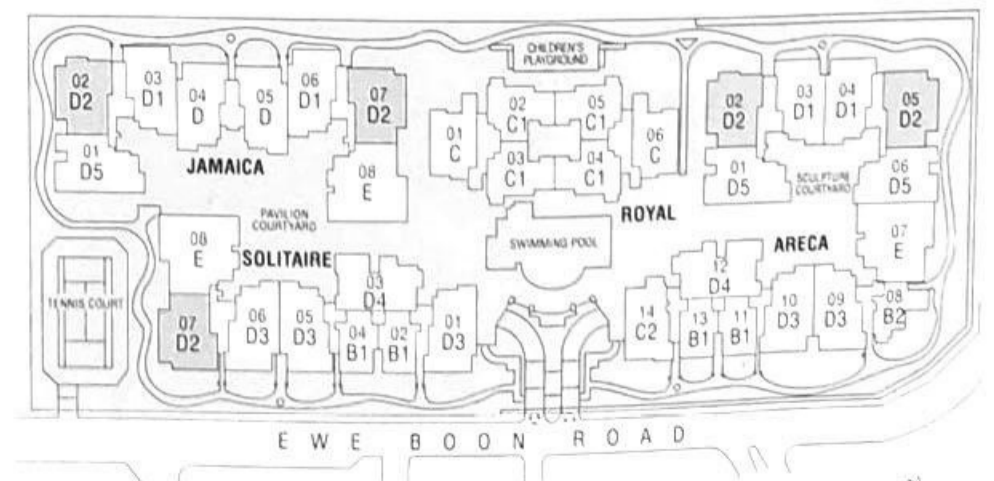 CHILDREN'S
PLAYGROUND
02
D2
03
D1
04
D
05
D
06
D1
07
D2
01
D5
08
E
JAMAICA
01
C
02
C1
05
C1
06
C
03
C1
04
C1
ROYAL
02
D2
03
D1
04
D1
05
D2
01
D5
06
D5
SCULPTURE
COURTYARD
07
E
ARECA
PAVILION
COURTYARD
SWIMMING POOL
08
E
SOLITAIRE
TENNIS COURT
07
D2
06
D3
05
D3
03
D4
04
B1
02
B1
01
D3
14
C2
13
B1
12
D4
11
B1
10
D3
09
D3
08
B2
EWE BOON ROAD